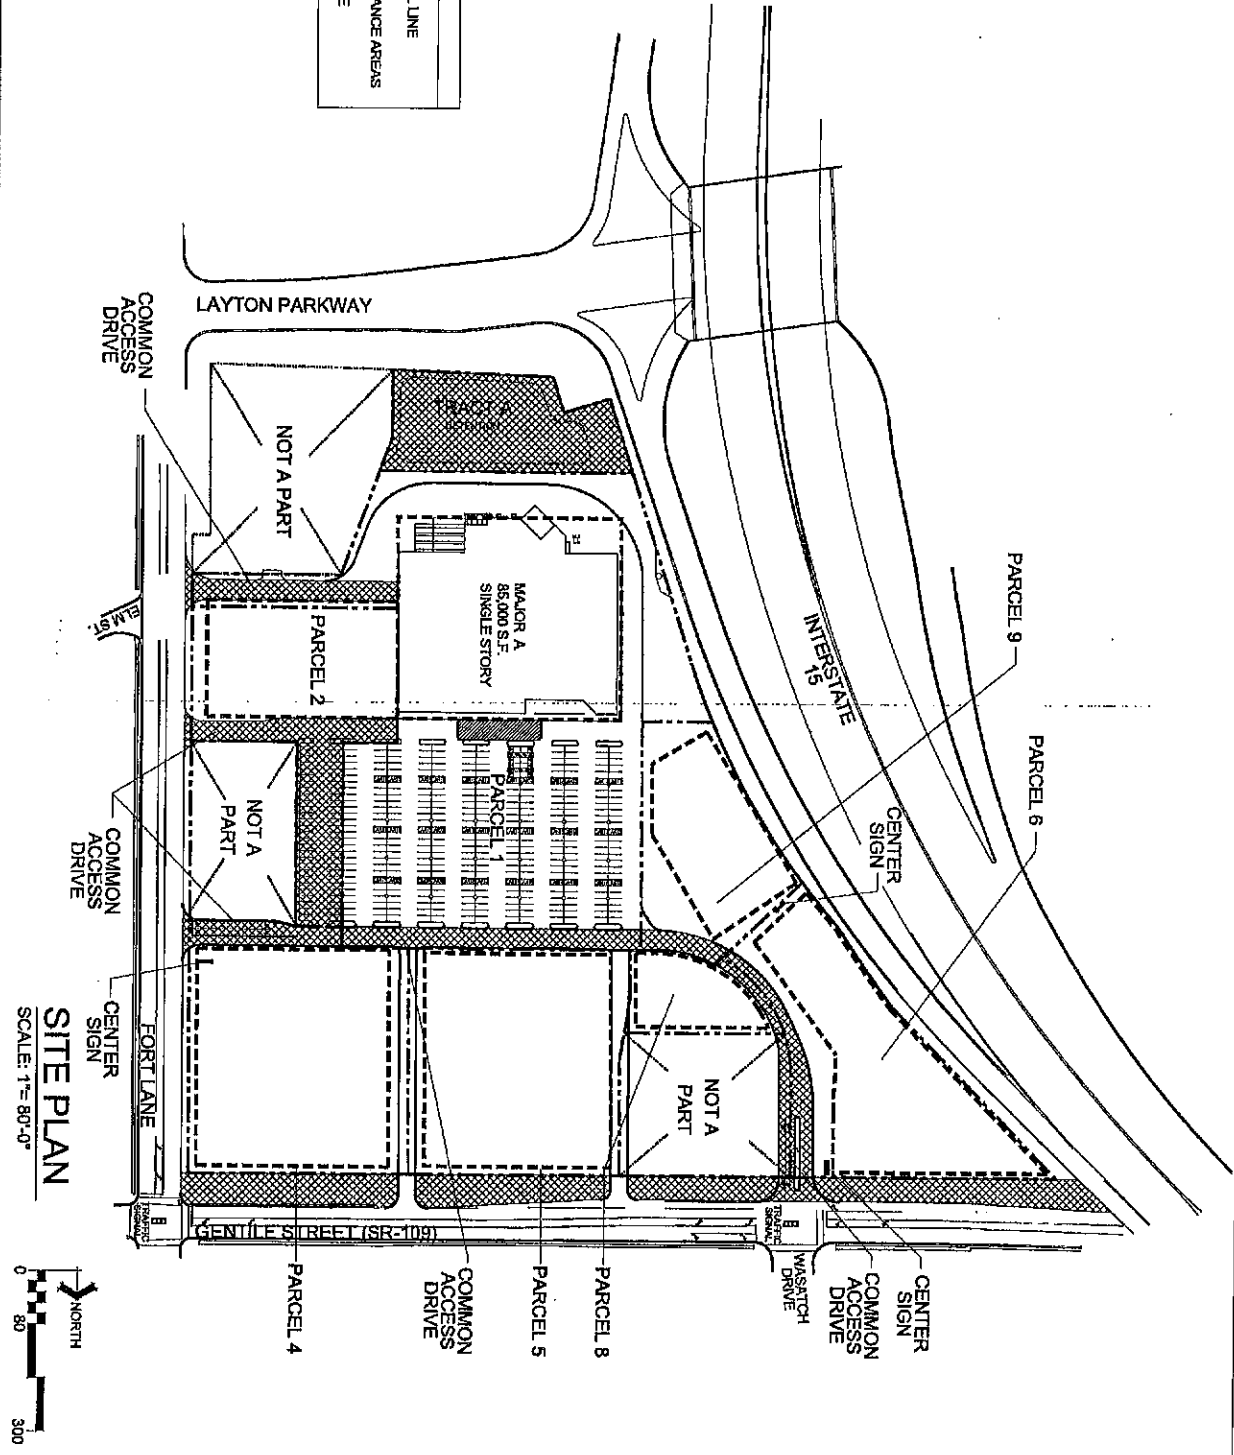 LINE
ANCE AREAS
E
LAYTON PARKWAY
COMMON
ACCESS
DRIVE
TRACT A
NOT A PART
ELM ST.
PARCEL 2
MAJOR A
85,000 S.F.
SINGLE STORY
PARCEL 9
INTERSTATE
15
PARCEL 6
CENTER
SIGN
PARCEL 1
NOT A
PART
COMMON
ACCESS
DRIVE
CENTER
SIGN
FORT LANE
NOT A
PART
SITE PLAN
SCALE: 1"= 80'-0"
TRAFFIC
SIGNAL
GENTILE STREET (SR-109)
TRAFFIC
SIGNAL
WASATCH
DRIVE
PARCEL 4
COMMON
ACCESS
DRIVE
PARCEL 5
PARCEL 8
COMMON
ACCESS
DRIVE
CENTER
SIGN
NORTH
0 80 300